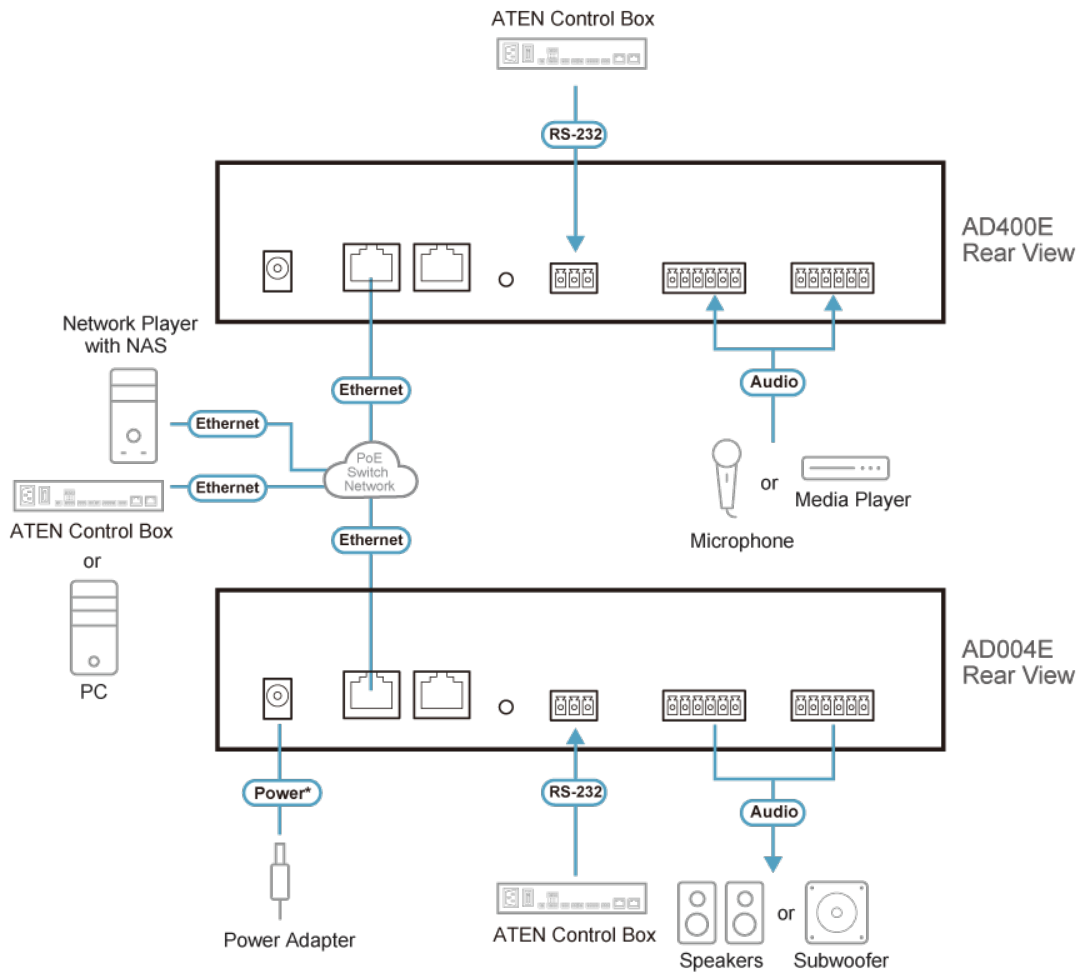 ATEN Control Box
RS-232
AD400E
Rear View
Network Player
with NAS
Ethernet
Ethernet
Audio
PoE
Switch
Network
Ethernet
or
Media Player
Microphone
ATEN Control Box
or
PC
Ethernet
AD004E
Rear View
Power*
RS-232
Audio
Power Adapter
ATEN Control Box
or
Speakers
Subwoofer